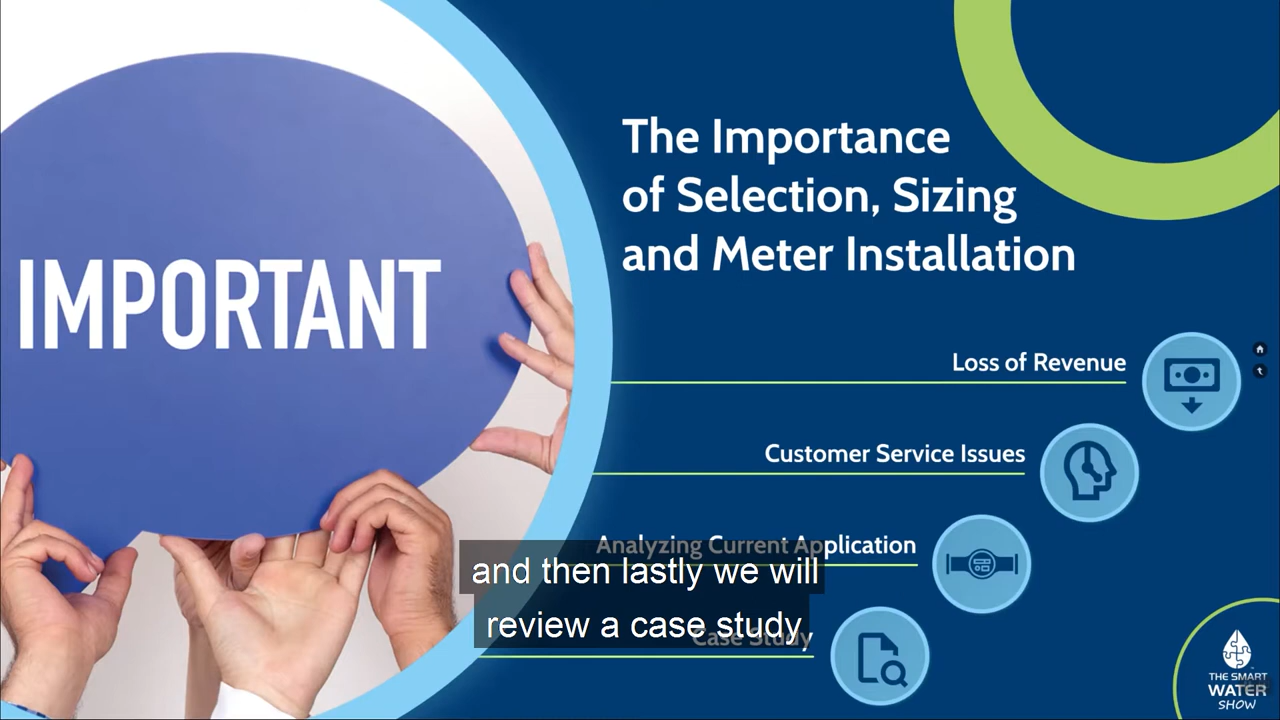 IMPORTANT
The Importance
of Selection, Sizing
and Meter Installation
Loss of Revenue
Customer Service Issues
Analyzing Current Application
Case Study
and then lastly we will
review a case study,
THE SMART
WATER
SHOW